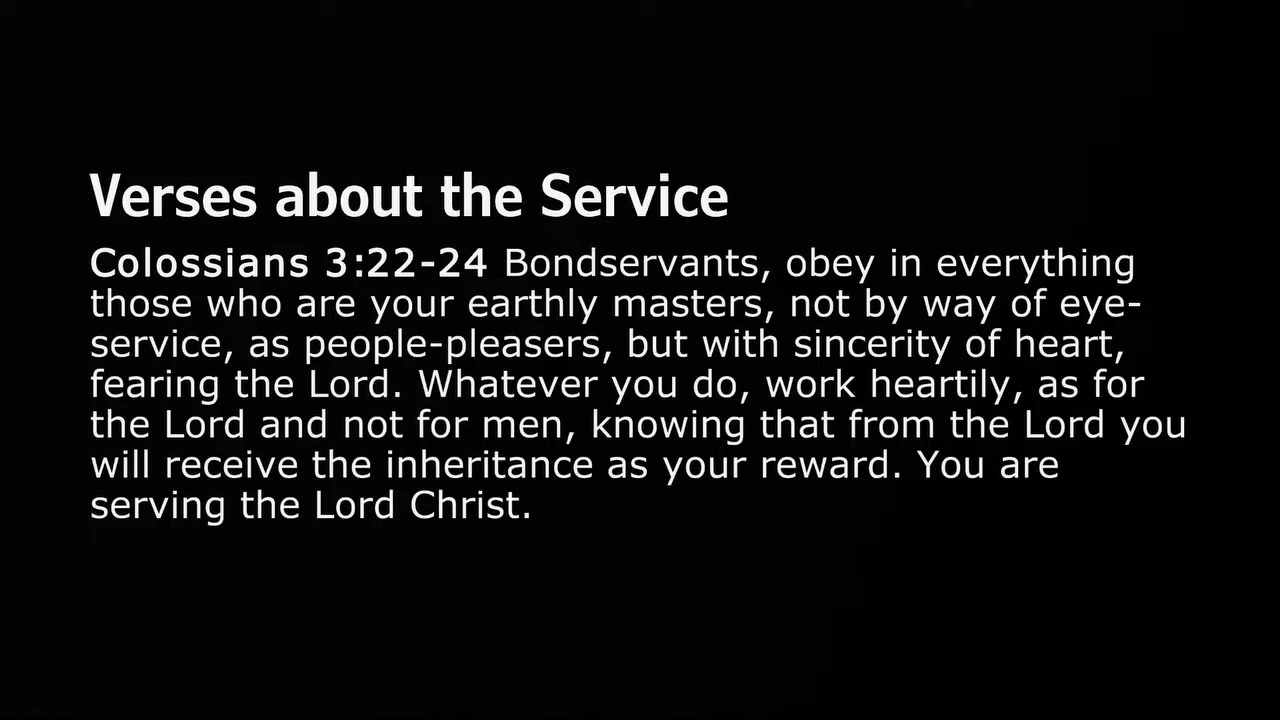 Verses about the Service
Colossians 3:22-24 Bondservants, obey in everything
those who are your earthly masters, not by way of eye-
service, as people-pleasers, but with sincerity of heart,
fearing the Lord. Whatever you do, work heartily, as for
the Lord and not for men, knowing that from the Lord you
will receive the inheritance as your reward. You are
serving the Lord Christ.